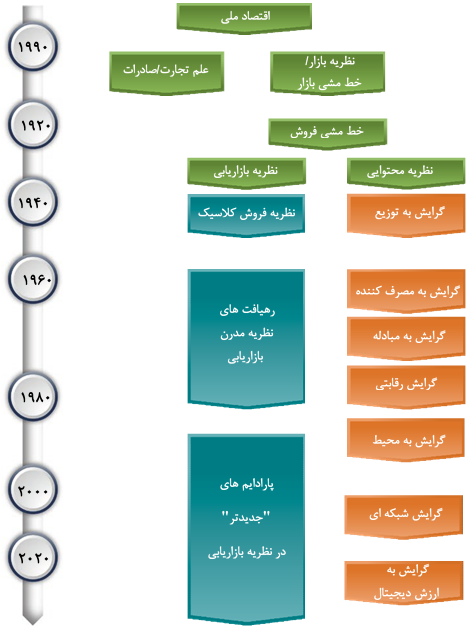 اقتصاد ملی
۱۹۹۰
نظریه بازار/
خط مشی بازار
علم تجارت/صادرات
۱۹۲۰
خط مشی فروش
نظریه محتوایی
نظریه بازاریابی
۱۹۴۰
گرایش به توزیع
نظریه فروش کلاسیک
۱۹۶۰
گرایش به مصرف کننده
رهیافت های
نظریه مدرن
بازاریابی
گرایش به مبادله
گرایش رقابتی
۱۹۸۰
گرایش به محیط
پارادایم های
"جدیدتر"
در نظریه بازاریابی
۲۰۰۰
گرایش شبکه ای
۲۰۲۰
گرایش به
ارزش دیجیتال